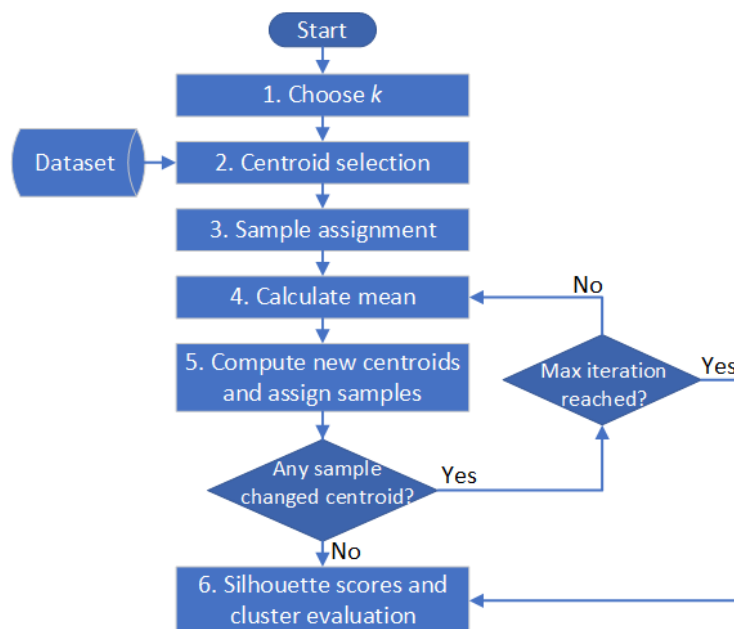 Start
1. Choose k
Dataset
2. Centroid selection
3. Sample assignment
4. Calculate mean
No
5. Compute new centroids
and assign samples
Max iteration
reached?
Yes
Any sample
changed centroid?
Yes
No
6. Silhouette scores and
cluster evaluation